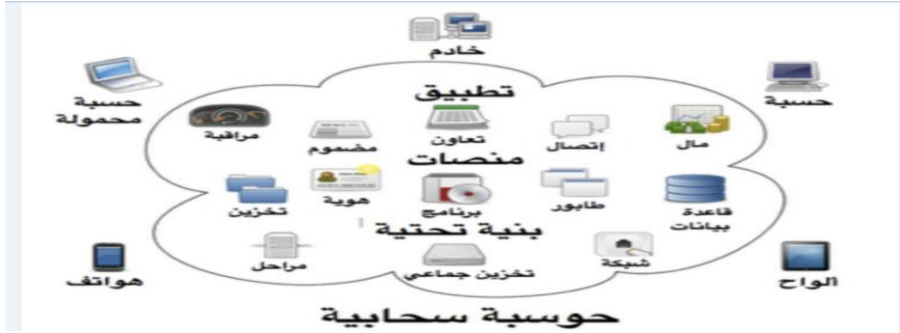 خادم
حسبة
محمولة
حسبة
تطبيق
مراقبة
مضموم
تعاون
إتصال
مال
منصات
تخزين
هوية
برنامج
طابور
قاعدة
بيانات
بنية تحتية
مراحل
تخزين جماعي
شبكة
هواتف
ألواح
حوسبة سحابية